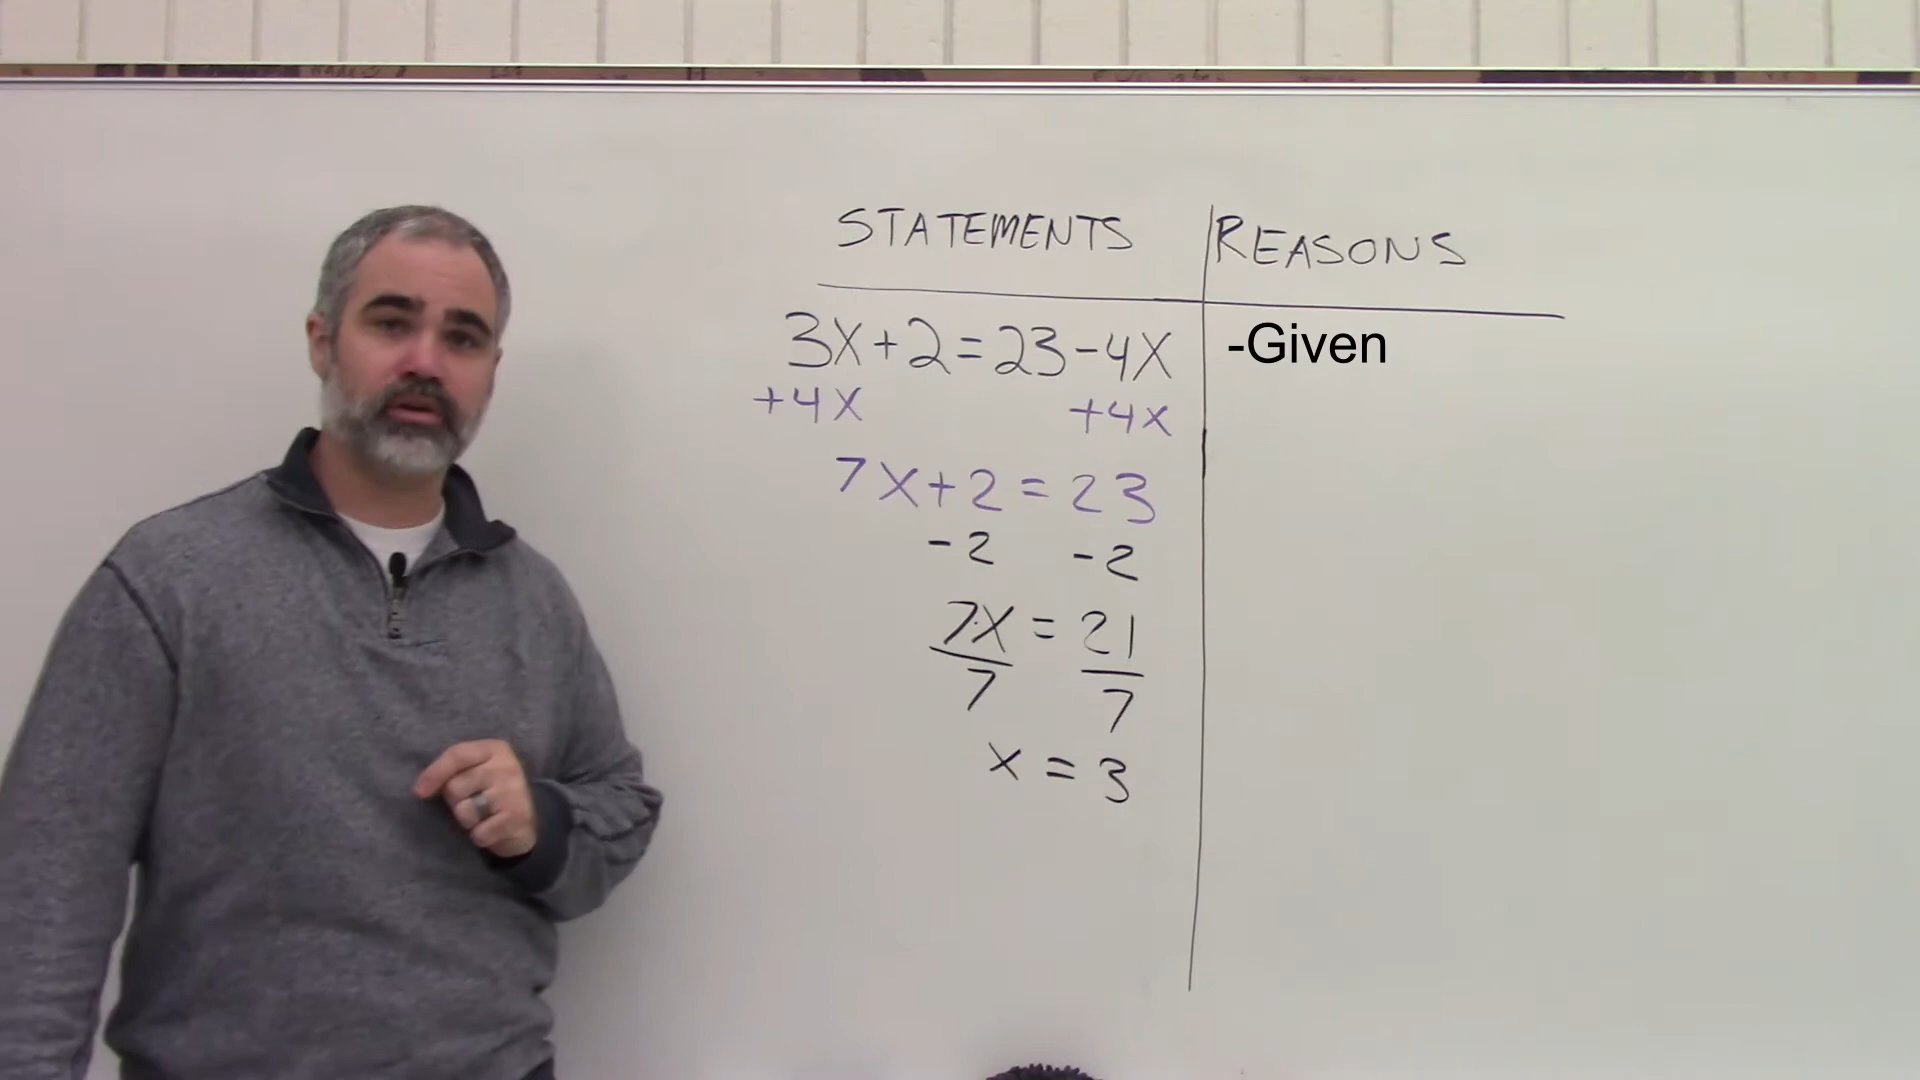 STATEMENTS REASONS
3X+2=23-4X -Given
+4X +4X
7X+2=23
-2 -2
7X = 21
7 7
x = 3